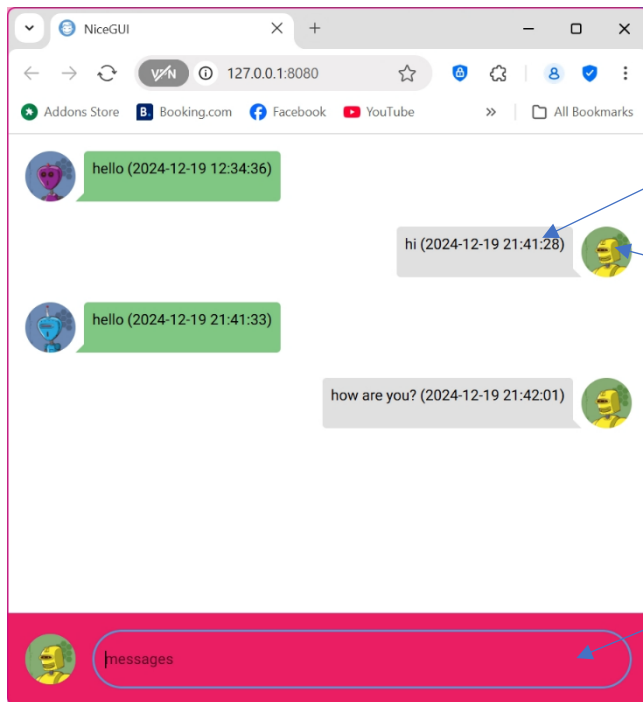 NiceGUI
VPN 127.0.0.1:8080
Addons Store B. Booking.com Facebook YouTube » All Bookmarks
hello (2024-12-19 12:34:36)
hi (2024-12-19 21:41:28)
hello (2024-12-19 21:41:33)
how are you? (2024-12-19 21:42:01)
messages